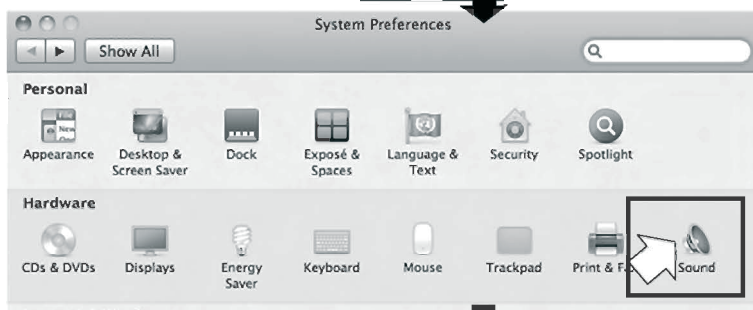 System Preferences
Show All
Personal
Appearance Desktop & Screen Saver Dock Exposé & Spaces Language & Text Security Spotlight
Hardware
CDs & DVDs Displays Energy Saver Keyboard Mouse Trackpad Print & Sound